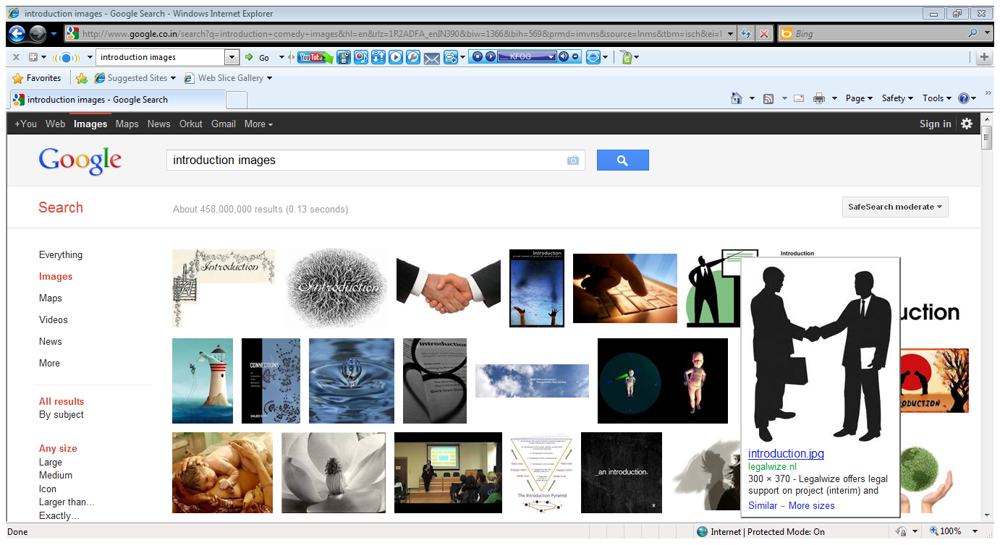 introduction images - Google Search - Windows Internet Explorer
http://www.google.co.in/search?q=introduction+comedy+images&hl=en&rlz=1R2ADFA_enIN390&biw=1366&bih=569&prmd=imvns&source=lnms&tbm=isch&ei=
Bing
introduction images
Go
You Tube
KFOG
Favorites
Suggested Sites
Web Slice Gallery
introduction images - Google Search
Page
Safety
Tools
+You Web Images Maps News Orkut Gmail More
Sign in
Google
introduction images
Search
About 458,000,000 results (0.13 seconds)
SafeSearch moderate
Everything
Images
Maps
Videos
News
More
All results
By subject
Any size
Large
Medium
Icon
Larger than...
Exactly...
Introduction
Introduction
Introduction
Introduction
uction
CONNECTIONS
Introduction
ODUCTION
The Introduction Pyramid
_an introduction.
*
introduction.jpg
legalwize.nl
300 × 370 - Legalwize offers legal
support on project (interim) and
Similar - More sizes
Done
Internet | Protected Mode: On
100%